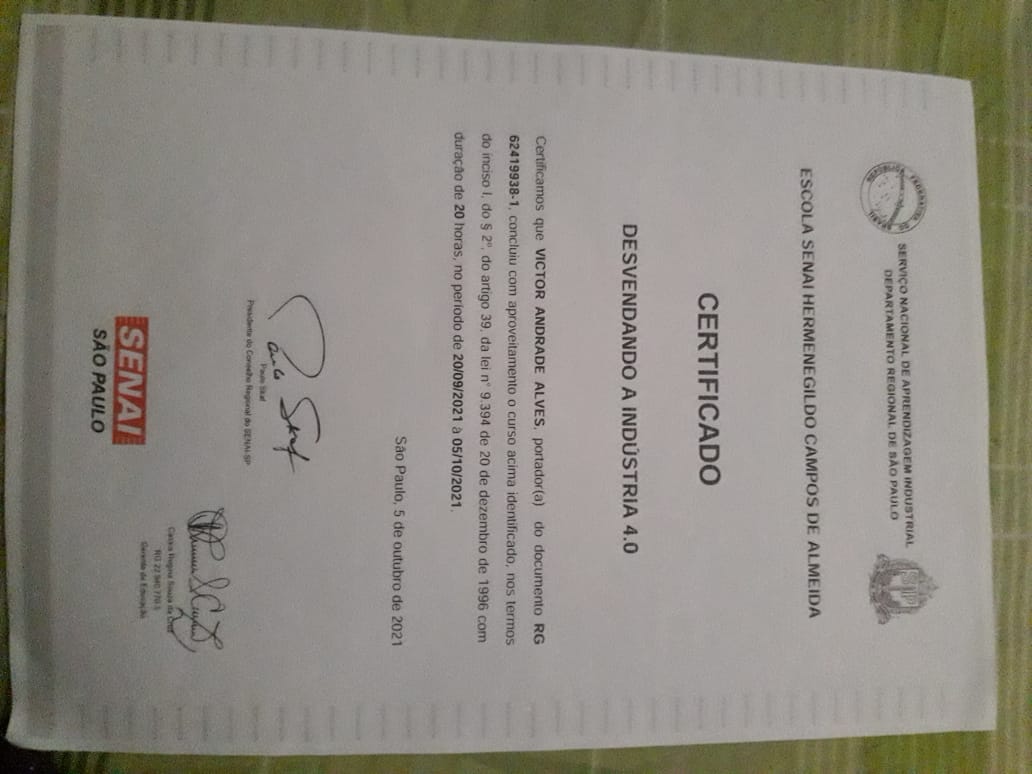 REPÚBLICA FEDERATIVA DO BRASIL
SERVIÇO NACIONAL DE APRENDIZAGEM INDUSTRIAL
DEPARTAMENTO REGIONAL DE SÃO PAULO
ESCOLA SENAI HERMENEGILDO CAMPOS DE ALMEIDA
CERTIFICADO
DESVENDANDO A INDÚSTRIA 4.0
Certificamos que VICTOR ANDRADE ALVES, portador(a) do documento RG
62419938-1, concluiu com aproveitamento o curso acima identificado, nos termos
do inciso I, do § 2º, do artigo 39, da lei n° 9.394 de 20 de dezembro de 1996 com
duração de 20 horas, no período de 20/09/2021 à 05/10/2021.
São Paulo, 5 de outubro de 2021
Paulo Skaf
Paulo Skaf
Presidente do Conselho Regional do SENAI-SP
Cassia Regina Souza da Cruz
RG 22.940.770-5
Gerente de Educação
SENAI
SÃO PAULO